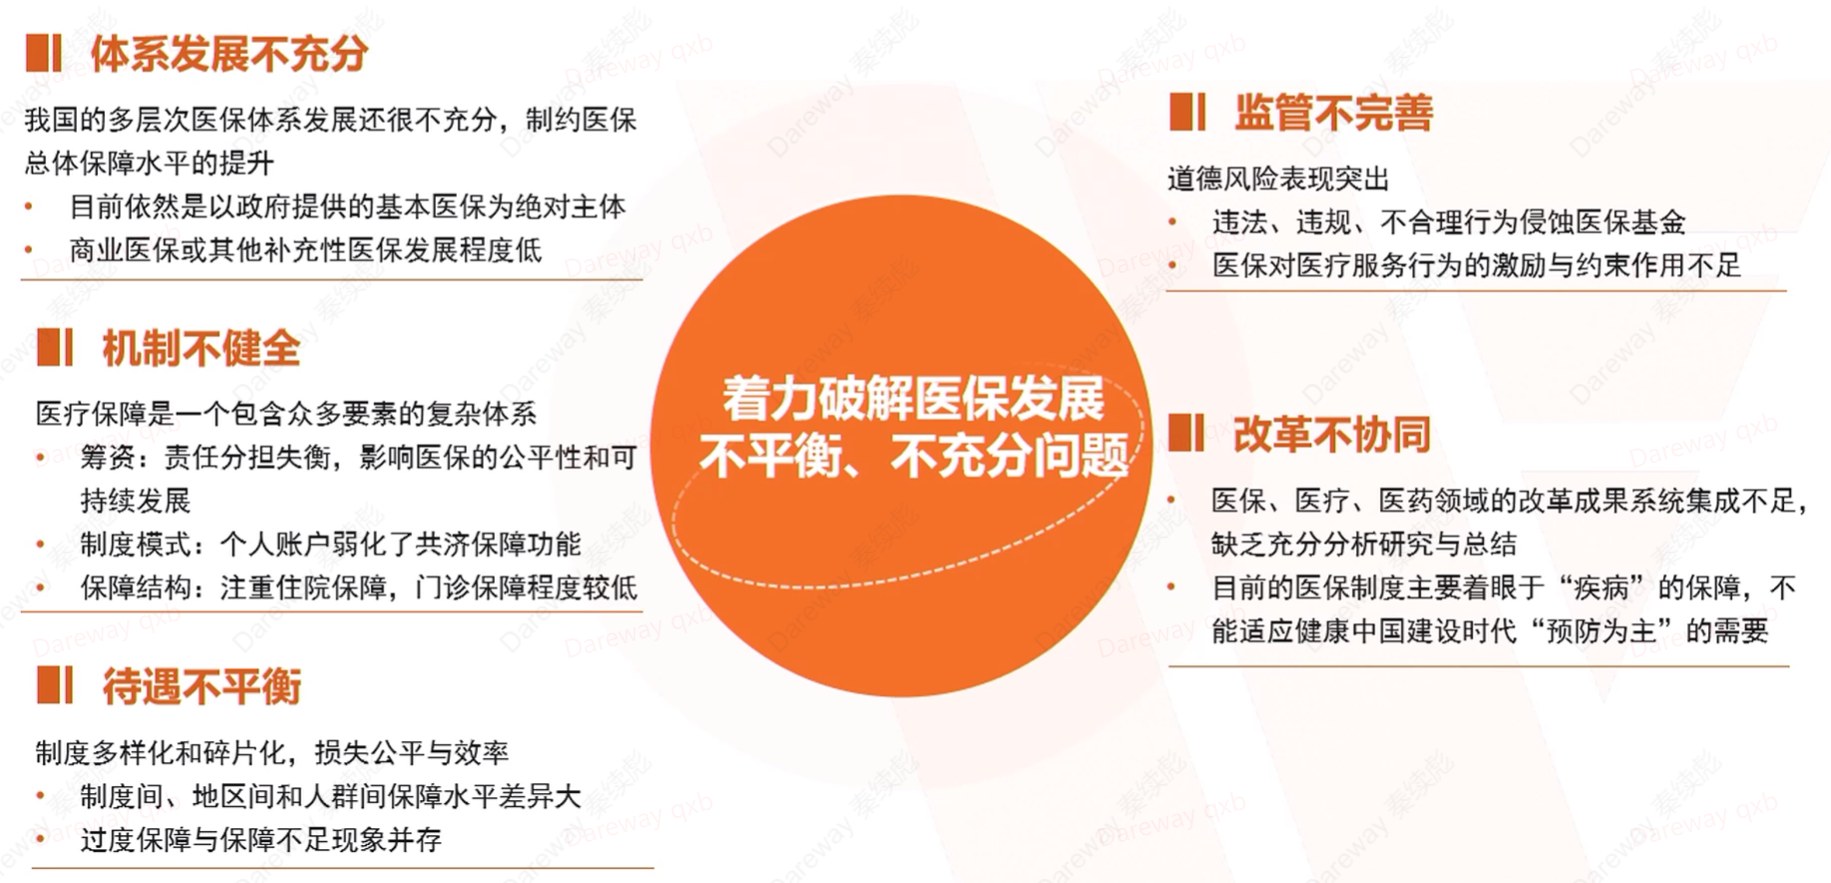 体系发展不充分
我国的多层次医保体系发展还很不充分，制约医保
总体保障水平的提升
• 目前依然是以政府提供的基本医保为绝对主体
• 商业医保或其他补充性医保发展程度低
机制不健全
医疗保障是一个包含众多要素的复杂体系
• 筹资：责任分担失衡，影响医保的公平性和可
持续发展
• 制度模式：个人账户弱化了共济保障功能
• 保障结构：注重住院保障，门诊保障程度较低
待遇不平衡
制度多样化和碎片化，损失公平与效率
• 制度间、地区间和人群间保障水平差异大
• 过度保障与保障不足现象并存
着力破解医保发展
不平衡、不充分问题
监管不完善
道德风险表现突出
• 违法、违规、不合理行为侵蚀医保基金
• 医保对医疗服务行为的激励与约束作用不足
改革不协同
• 医保、医疗、医药领域的改革成果系统集成不足，
缺乏充分分析研究与总结
• 目前的医保制度主要着眼于“疾病”的保障，不
能适应健康中国建设时代“预防为主”的需要
Dareway 秦续彪
Dareway qxb